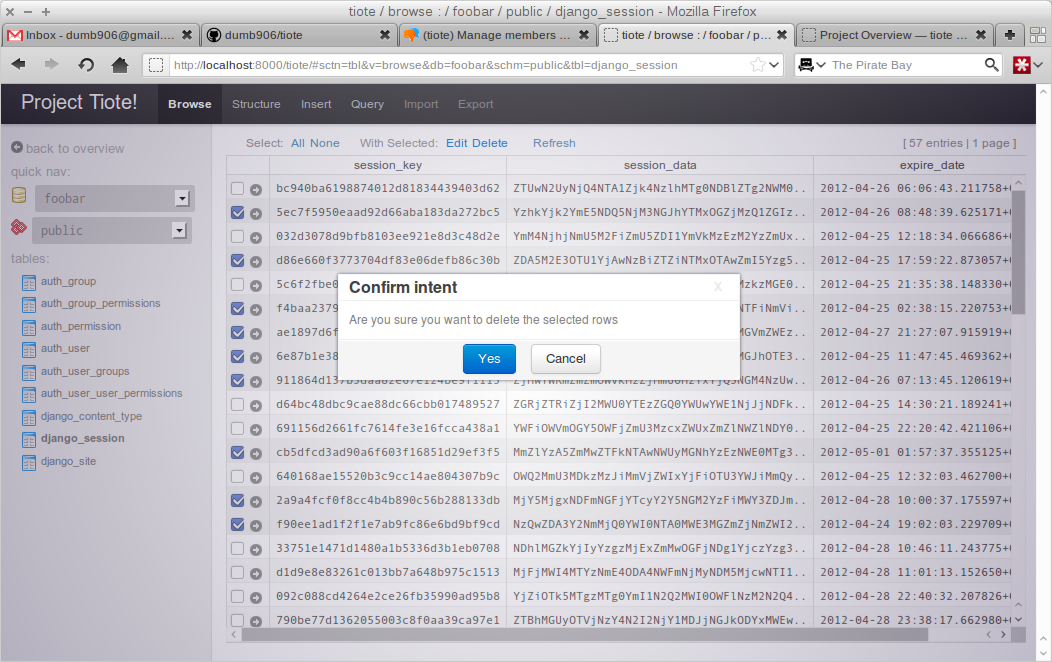 tiote / browse : / foobar / public / django_session - Mozilla Firefox
Inbox - dumb906@gmail.... dumb906/tiote (tiote) Manage members ... tiote / browse : / foobar / p... Project Overview — tiote ...
http://localhost:8000/tiote/#sctn=tbl&v=browse&db=foobar&schm=public&tbl=django_session The Pirate Bay
Project Tiote! Browse Structure Insert Query Import Export
back to overview
quick nav:
foobar
public
tables:
auth_group
auth_group_permissions
auth_permission
auth_user
auth_user_groups
auth_user_user_permissions
django_content_type
django_session
django_site
Select: All None With Selected: Edit Delete Refresh [ 57 entries | 1 page ]
session_key session_data expire_date
bc940ba6198874012d81834439403d62 ZTUwN2UyNjQ4NTA1Zjk4NzlhMTg0NDBlZTg2NWM0.. 2012-04-26 06:06:43.211758+
5ec7f5950eaad92d66aba183da272bc5 YzhkYjk2YmE5NDQ5NjM3NGJhYTMxOGZjMzQ1ZGIz.. 2012-04-26 08:48:39.625171+
032d3078d9bfb8103ee921e8d3c48d2e YmM4NjhjNmU5M2FiZmU5ZDI1YmVkMzEzM2YzZmUx.. 2012-04-25 12:18:34.066686+
d86e660f3773704df83e06defb86c30b ZDA5M2E3OTU1YjAwNzBiZTZiNTMxOTAwZmI5Yzg5.. 2012-04-25 17:59:22.873057+
5c6f2fbe0 MzkzMGE0.. 2012-04-25 21:35:38.148330+
f4baa2379 NTFiNmVi.. 2012-04-25 02:38:15.220753+
ae1897d6f MGVmZWEz.. 2012-04-27 21:27:07.915919+
6e87b1e38 MGJhOTE3.. 2012-04-25 11:47:45.469362+
2012-04-26 07:13:45.120619+
d64bc48dbc9cae88dc66cbb017489527 ZGRjZTRiZjI2MWU0YTEzZGQ0YWUwYWE1NjJjNDFk.. 2012-04-25 14:30:21.189241+
691156d2661fc7614fe3e16fcca438a1 YWFiOWVmOGY5OWFjZmU3MzcxZWUxZmZlNWZlNDY0.. 2012-04-25 22:20:42.421106+
cb5dfcd3ad90a6f603f16851d29ef3f5 MmZlYzA5ZmMwZTFkNTAwNWUyMGNhYzEzNWE0MTg3.. 2012-05-01 01:57:37.355125+
640168ae15520b3c9cc14ae804307b9c OWQ2MmU3MDkzMzJiMmVjZWIxYjFiOTU3YWJiMmQy.. 2012-04-25 12:32:03.462700+
2a9a4fcf0f8cc4b4b890c56b288133db MjY5MjgxNDFmNGFjYTcyY2Y5NGM2YzFiMWY3ZDJm.. 2012-04-28 10:00:37.175597+
f90ee1ad1f2f1e7ab9fc86e6bd9bf9cd NzQwZDA3Y2NmMjQ0YWI0NTA0MWE3MGZmZjNmZWI2.. 2012-04-24 19:02:03.229709+
33751e1471d1480a1b5336d3b1eb0708 NDhlMGZkYjIyYzgzMjExZmMwOGFjNDg1YjczYzg3.. 2012-04-28 10:46:11.243775+
d1d9e8e83261c013bb7a648b975c1513 MjFjMWI4MTYzNmE4ODA4NWFmNjMyNDM5MjcwNTI1.. 2012-04-28 11:01:13.152650+
092c088cd4264e2ce26fb35990ad95b8 YjZiOTk5MTgzMTg0YmI1N2Q2MWI0OWFlNzM2N2Q4.. 2012-04-28 22:40:32.207826+
790be77d1362055003c8f0aa39ca97e1 ZTBhMGUyOTVjNzY4N2I2NjY1MDJjNGJkODYxMWEw.. 2012-04-28 23:38:17.662980+
Confirm intent x
Are you sure you want to delete the selected rows
Yes Cancel